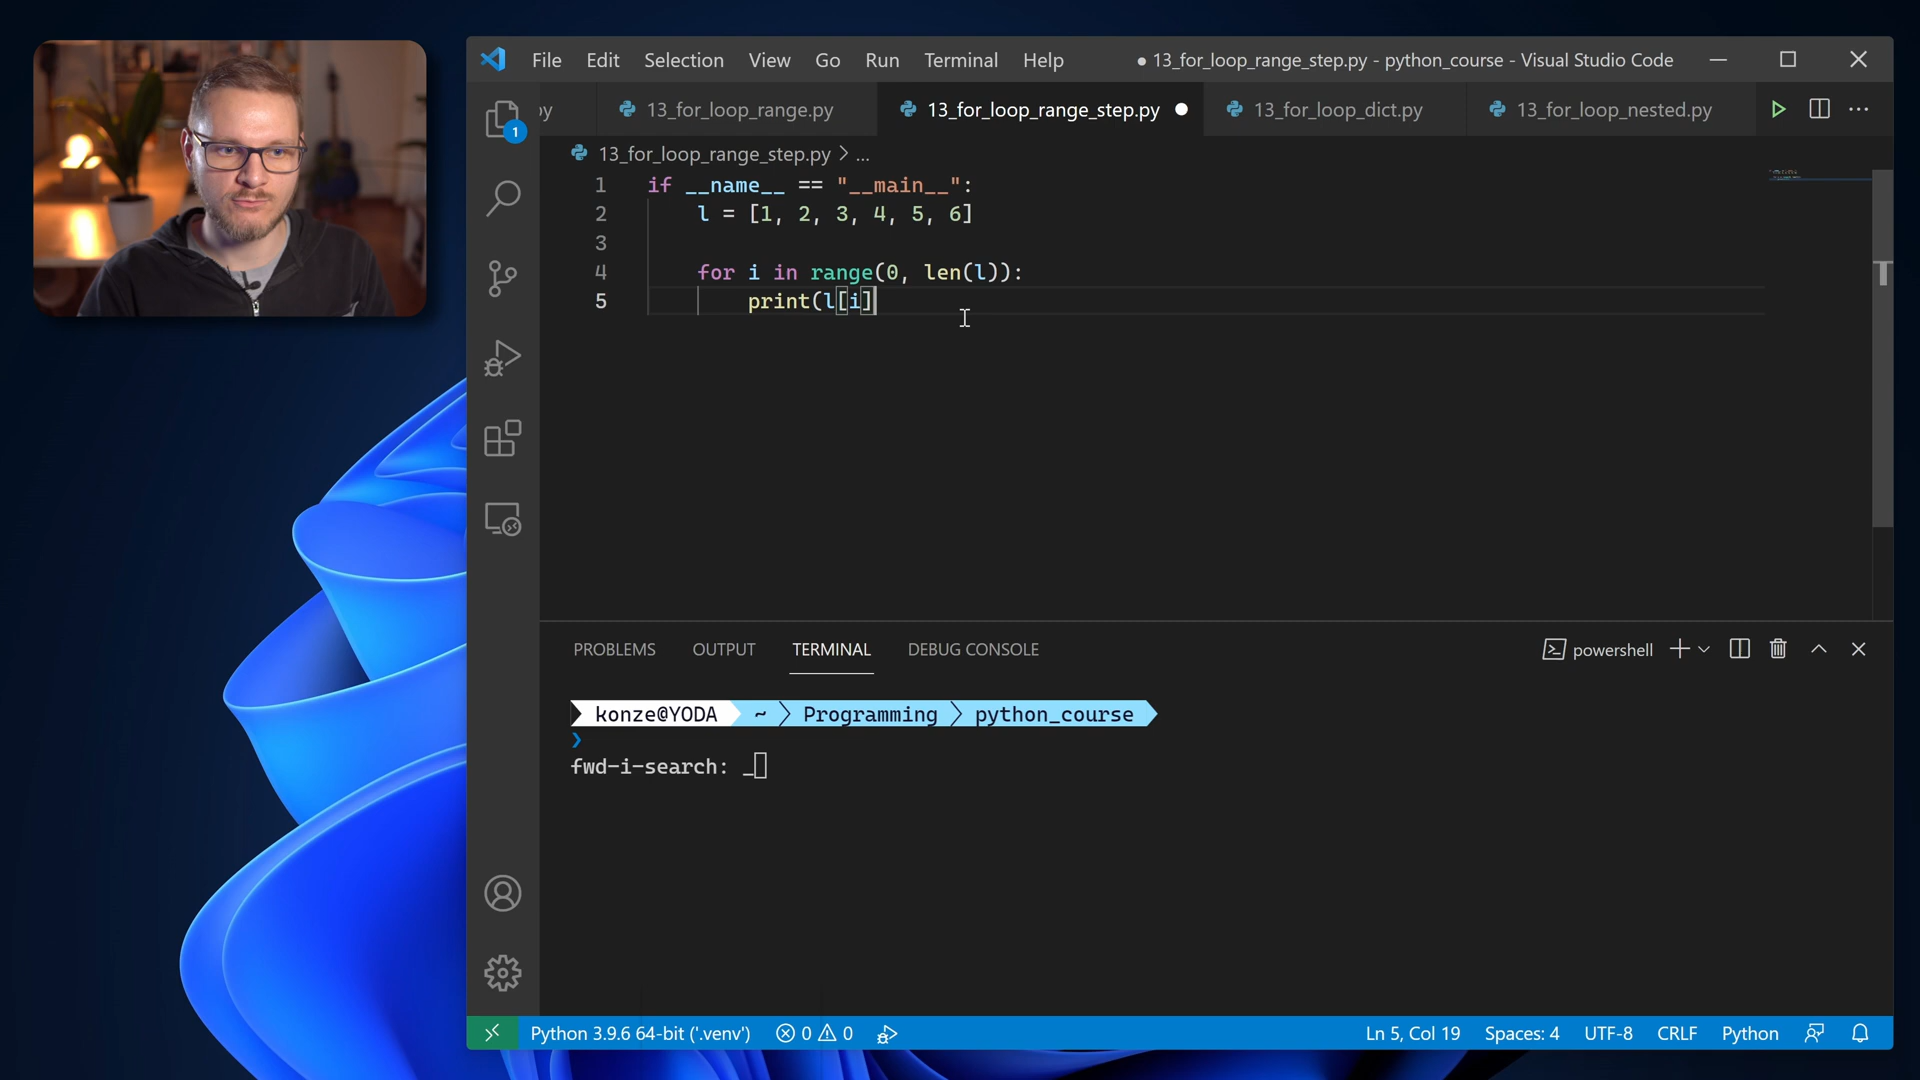 File Edit Selection View Go Run Terminal Help ● 13_for_loop_range_step.py - python_course - Visual Studio Code
py 13_for_loop_range.py 13_for_loop_range_step.py ● 13_for_loop_dict.py 13_for_loop_nested.py
1
13_for_loop_range_step.py > ...
1 if __name__ == "__main__":
2 l = [1, 2, 3, 4, 5, 6]
3
4 for i in range(0, len(l)):
5 print(l[i]
PROBLEMS OUTPUT TERMINAL DEBUG CONSOLE powershell
konze@YODA ~ Programming python_course
❯
fwd-i-search: _
Python 3.9.6 64-bit ('.venv') 0 0 Ln 5, Col 19 Spaces: 4 UTF-8 CRLF Python